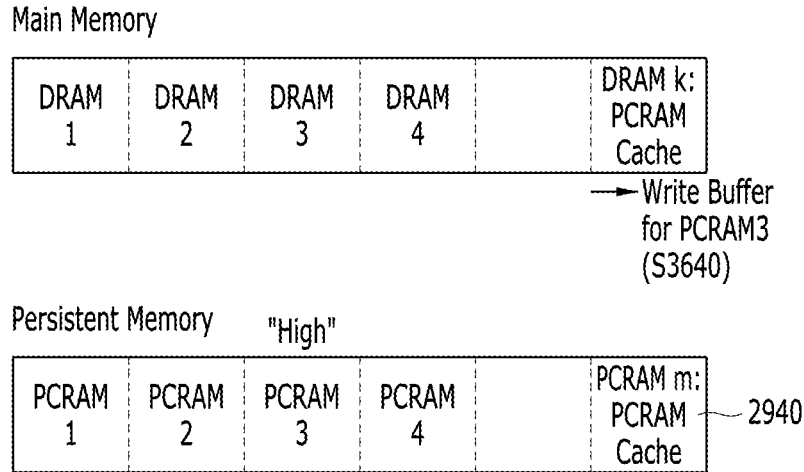 Main Memory
DRAM 1
DRAM 2
DRAM 3
DRAM 4
DRAM k:
PCRAM
Cache
Write Buffer
for PCRAM3
(S3640)
Persistent Memory
"High"
PCRAM 1
PCRAM 2
PCRAM 3
PCRAM 4
PCRAM m:
PCRAM
Cache
2940